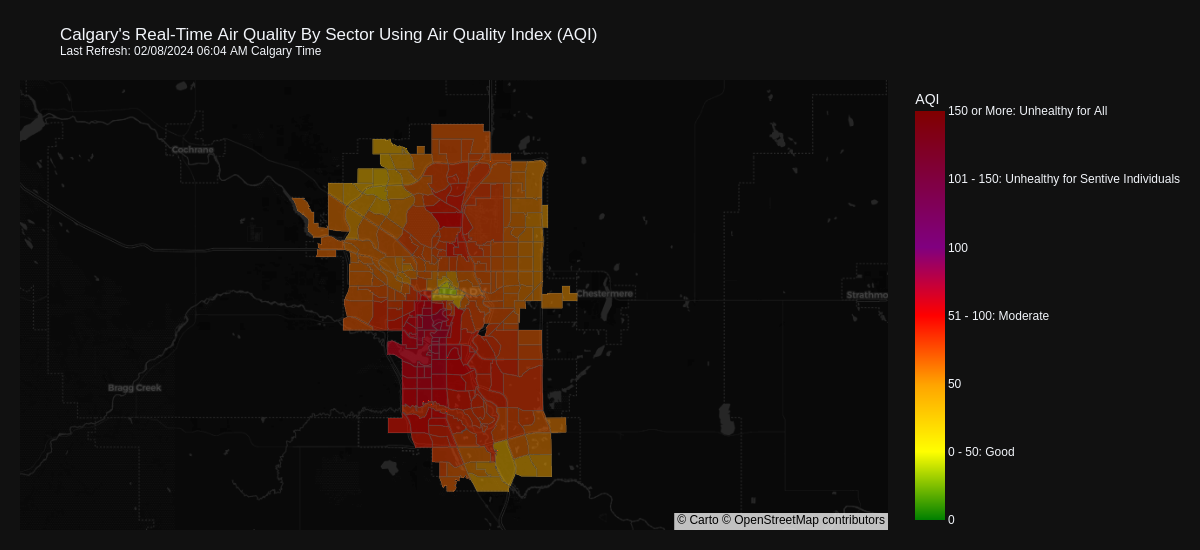 Calgary's Real-Time Air Quality By Sector Using Air Quality Index (AQI)
Last Refresh: 02/08/2024 06:04 AM Calgary Time
AQI
150 or More: Unhealthy for All
Cochrane
101 - 150: Unhealthy for Sentive Individuals
100
CALGARY
Chestermere
Strathmo
51 - 100: Moderate
50
Bragg Creek
0 - 50: Good
0
© Carto © OpenStreetMap contributors